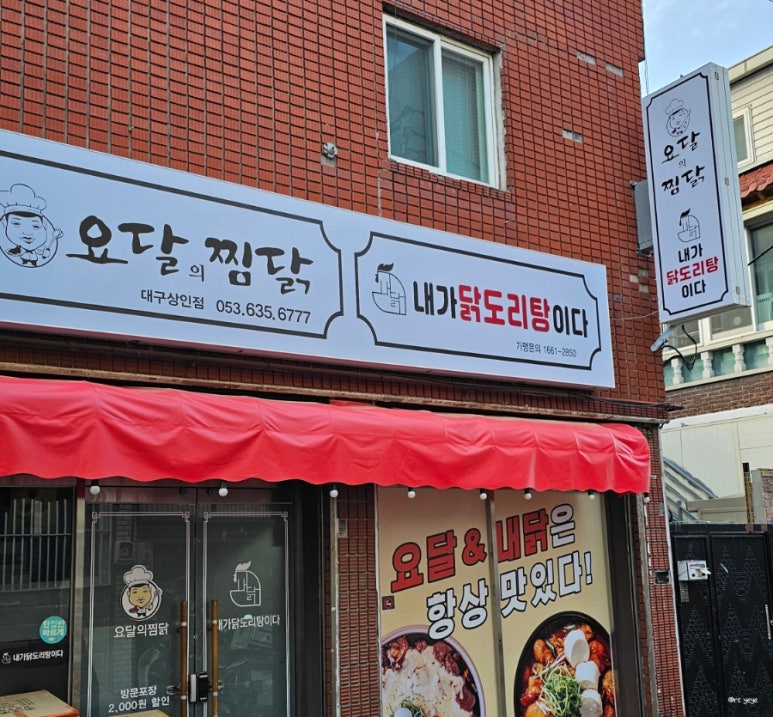 요달의 찜닭
대구상인점 053.635.6777
내가닭도리탕이다
가맹문의 1661-2850
요달
의
찜닭
내가
닭도리탕
이다
요달 & 내닭은
항상 맛있다!
요달의찜닭
내가닭도리탕이다
방문포장
2,000원 할인
내가닭도리탕이다
@rt yeye